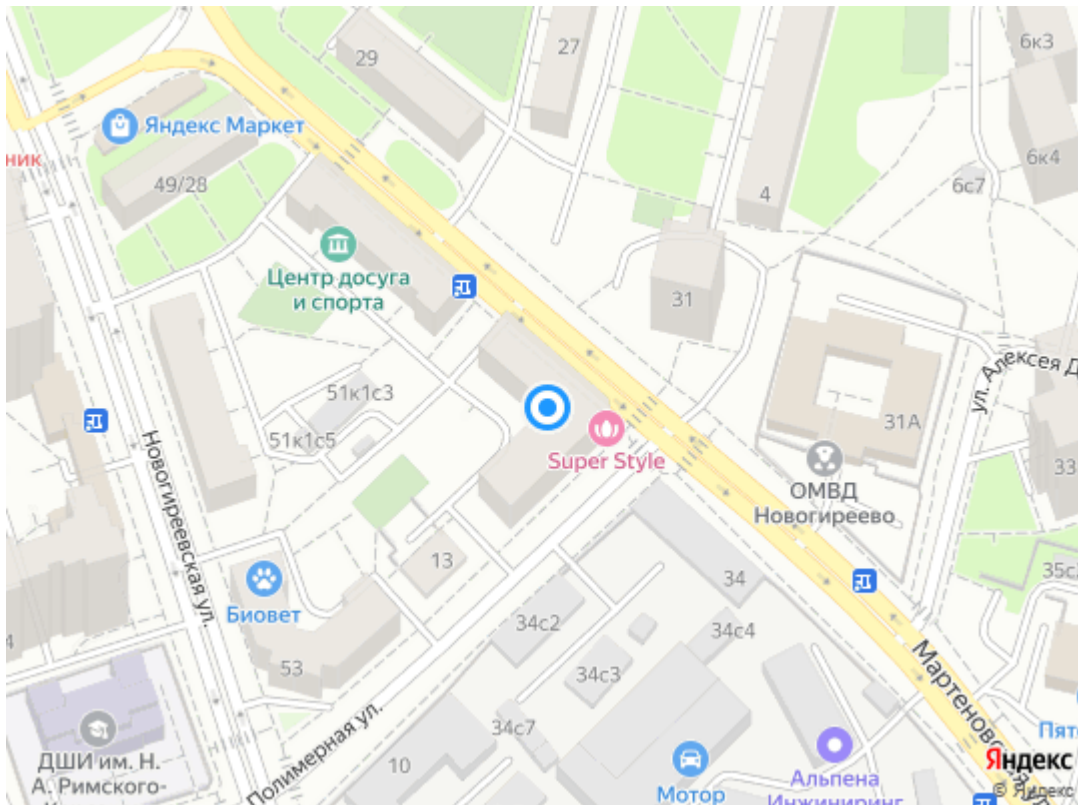 29
27
6к3
Яндекс Маркет
ник
49/28
4
6к4
6с7
Центр досуга
и спорта
31
ул. Алексея Д
51к1с3
31А
51к1с5
Super Style
ОМВД
Новогиреево
33
Новогиреевская ул.
13
34
35с
Биовет
34с2
34с4
4
53
34с3
Мартеновская
ДШИ им. Н.
А. Римского-
Полимерная ул.
34с7
10
Мотор
Альпена
Инжиниринг
Пят
Яндекс
© Яндекс